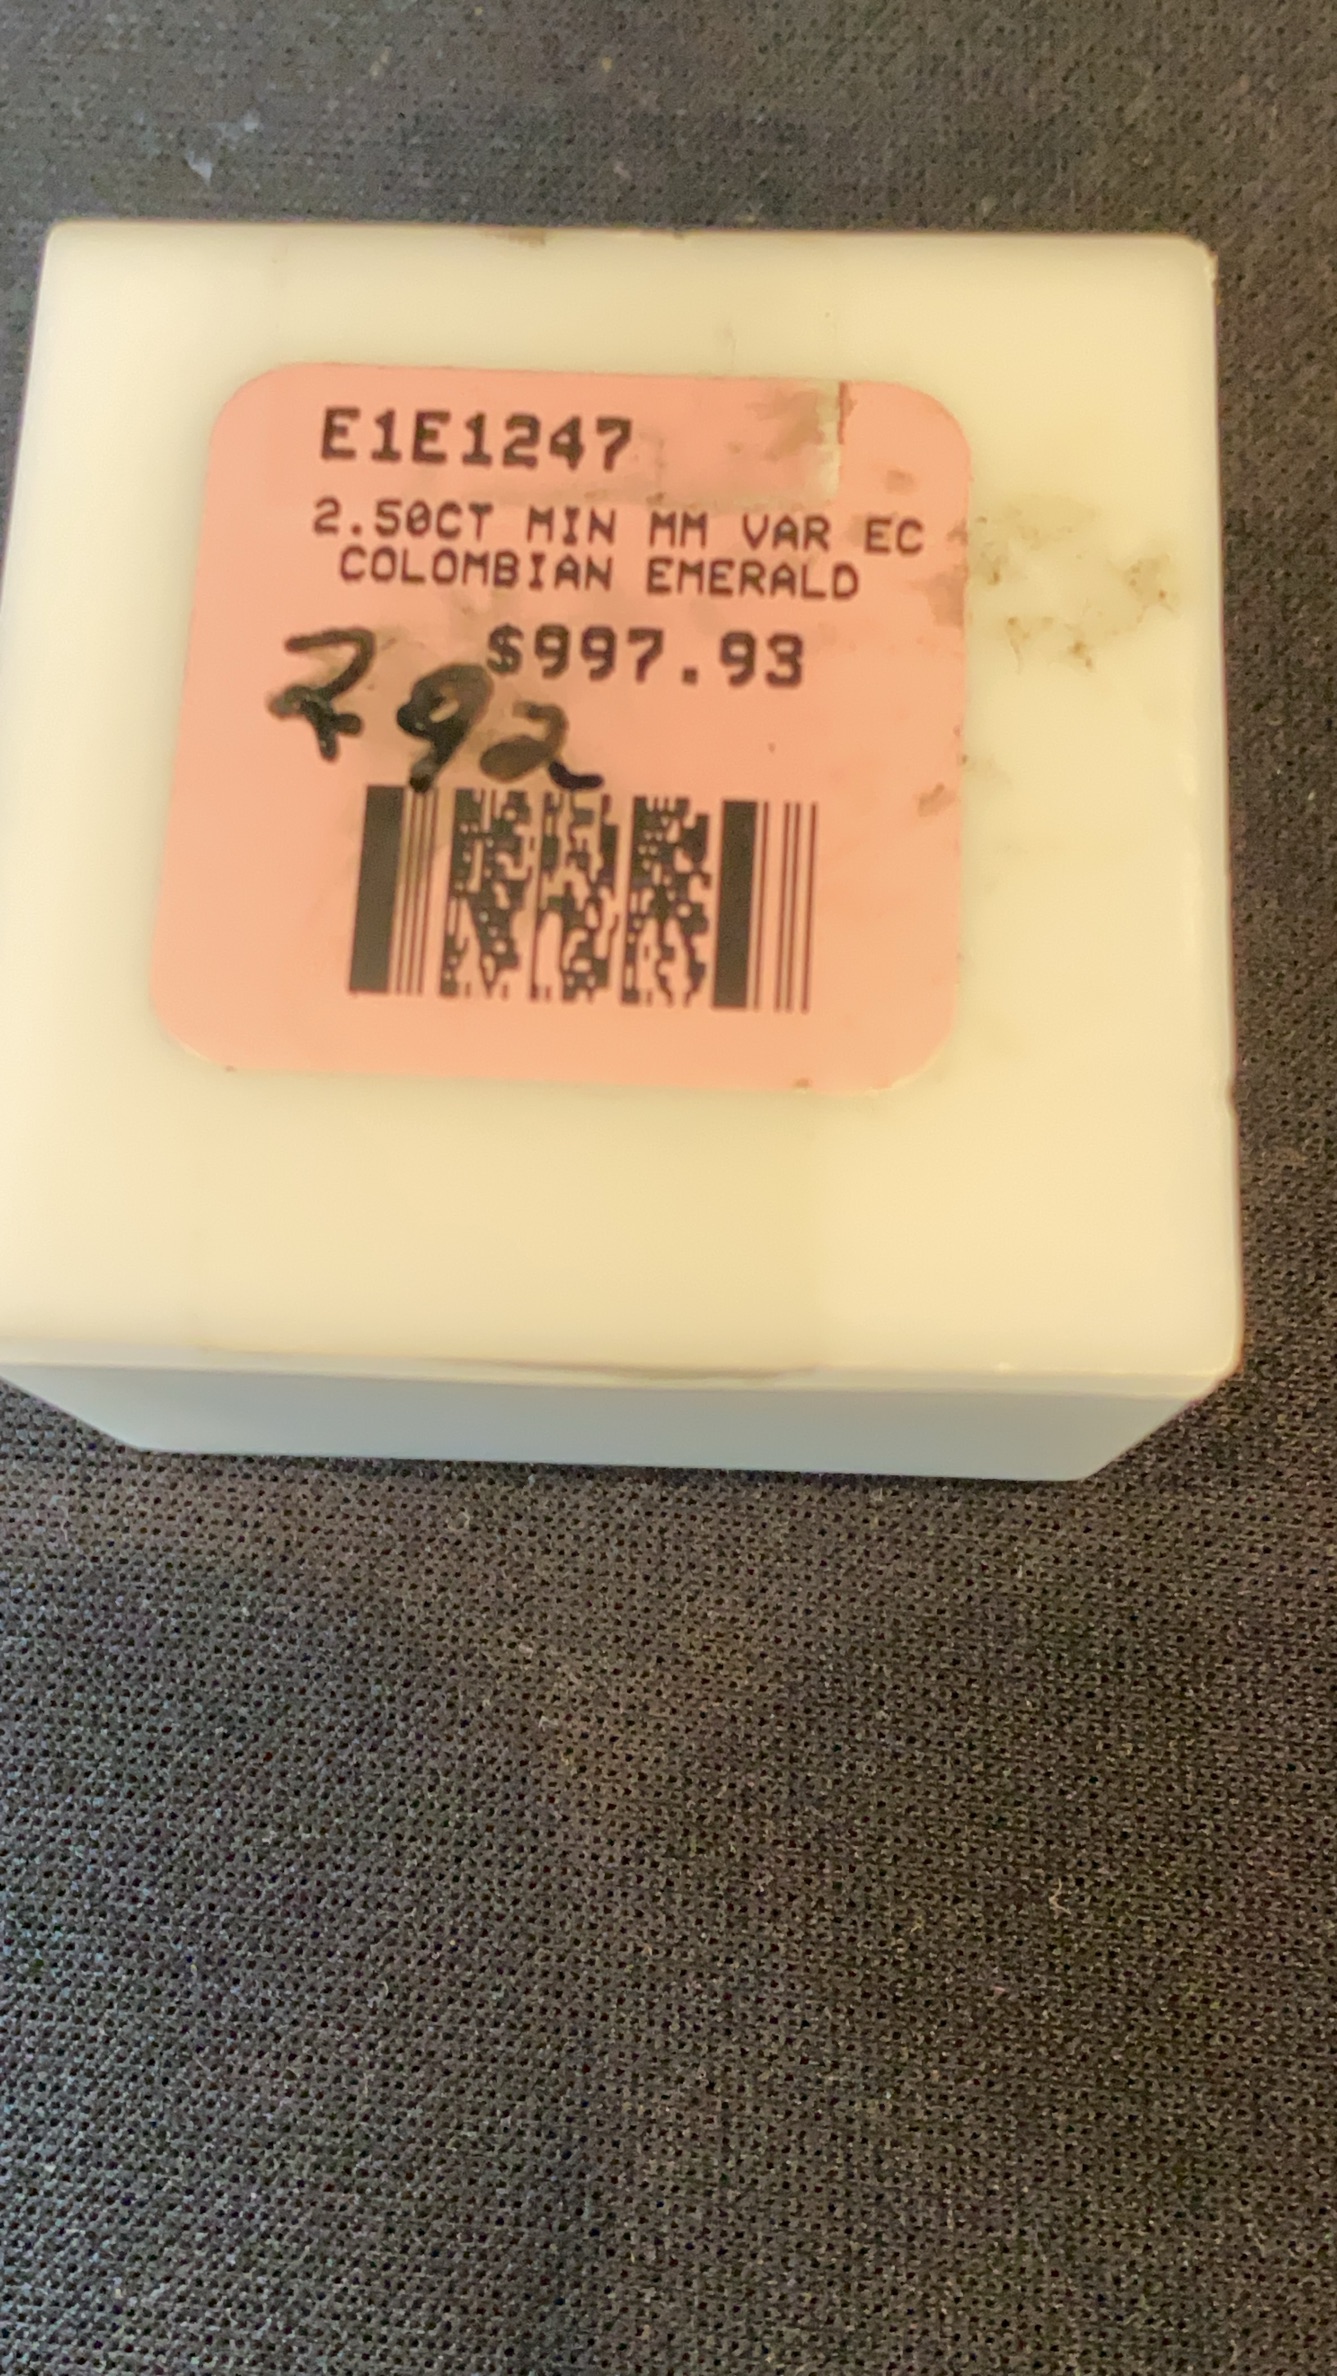 E1E1247
2.50CT MIN MM VAR EC
COLOMBIAN EMERALD
$997.93